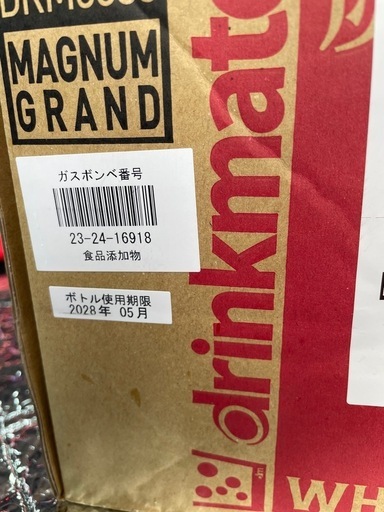 MAGNUM
GRAND
ガスボンベ番号
23-24-16918
食品添加物
ボトル使用期限
2028年 05月
drinkmate
WH